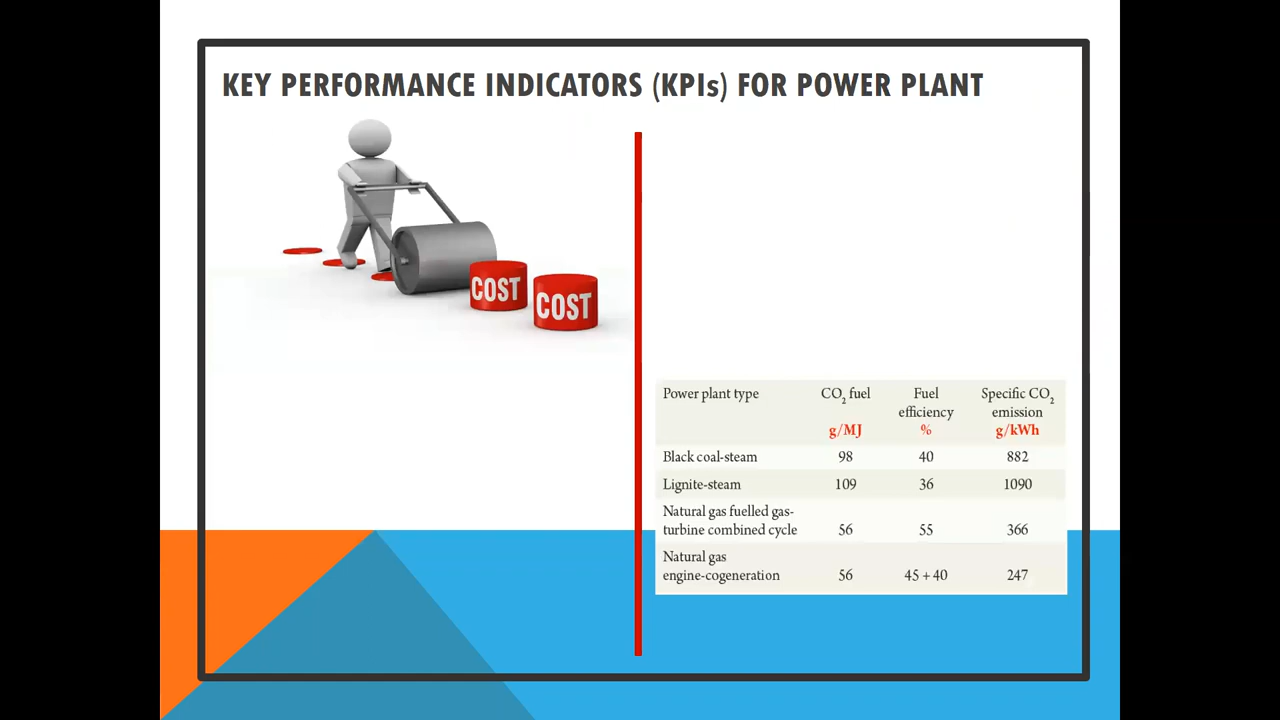 KEY PERFORMANCE INDICATORS (KPIs) FOR POWER PLANT
COST
COST
Power plant type CO2 fuel Fuel efficiency Specific CO2 emission
g/MJ % g/kWh
Black coal-steam 98 40 882
Lignite-steam 109 36 1090
Natural gas fuelled gas-
turbine combined cycle 56 55 366
Natural gas
engine-cogeneration 56 45 + 40 247